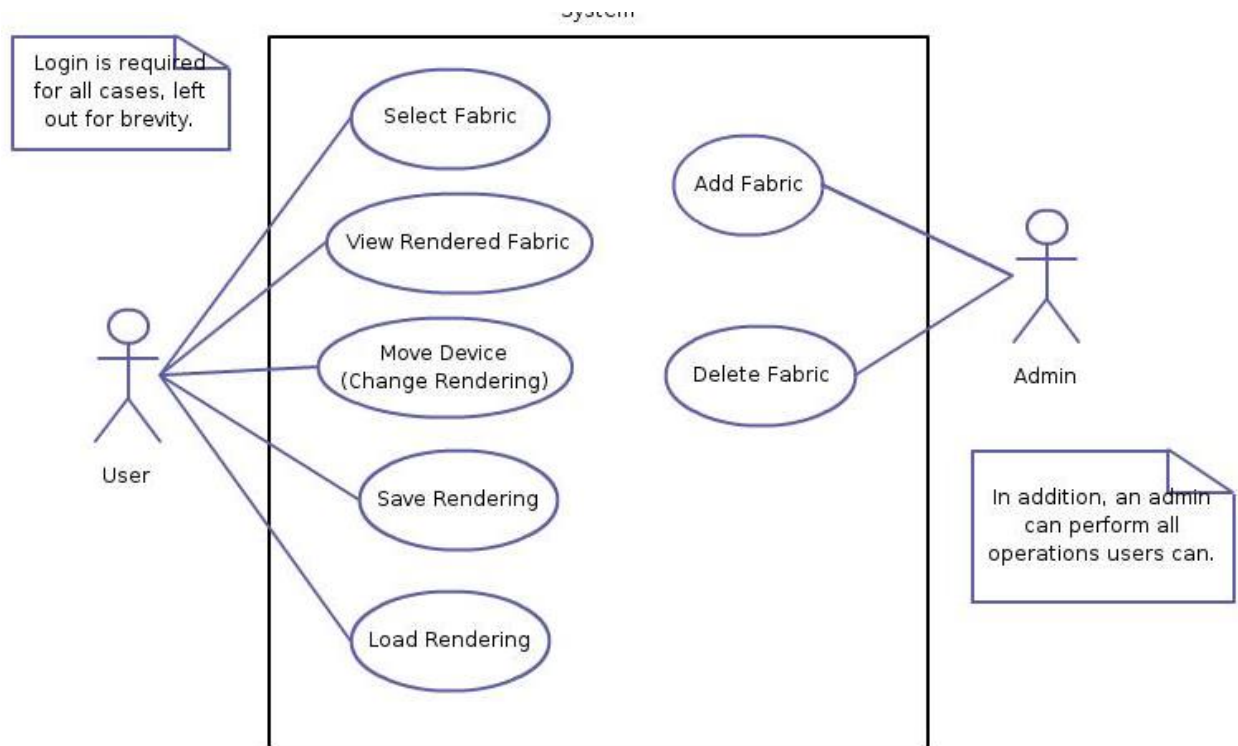 System
Login is required
for all cases, left
out for brevity.
Select Fabric
Add Fabric
View Rendered Fabric
Move Device
(Change Rendering)
Delete Fabric
Admin
User
Save Rendering
In addition, an admin
can perform all
operations users can.
Load Rendering